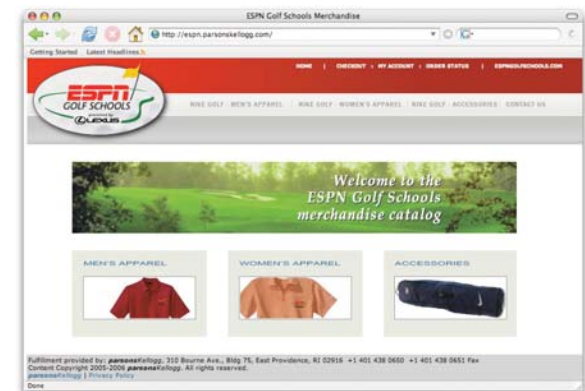 ESPN Golf Schools Merchandise
http://espn.parsonskellogg.com/
Getting Started Latest Headlines
HOME | CHECKOUT | MY ACCOUNT | ORDER STATUS | ESPNGOLFSCHOOLS.COM
ESPN
GOLF SCHOOLS
presented by
LEXUS
NIKE GOLF | MEN'S APPAREL | NIKE GOLF | WOMEN'S APPAREL | NIKE GOLF | ACCESSORIES | CONTACT US
Welcome to the
ESPN Golf Schools
merchandise catalog
MEN'S APPAREL WOMEN'S APPAREL ACCESSORIES
Fulfillment provided by: parsonsKellogg, 310 Bourne Ave., Bldg 75, East Providence, RI 02916 +1 401 438 0650 +1 401 438 0651 Fax
Content Copyright 2005-2006 parsonsKellogg. All rights reserved.
parsonsKellogg | Privacy Policy
Done